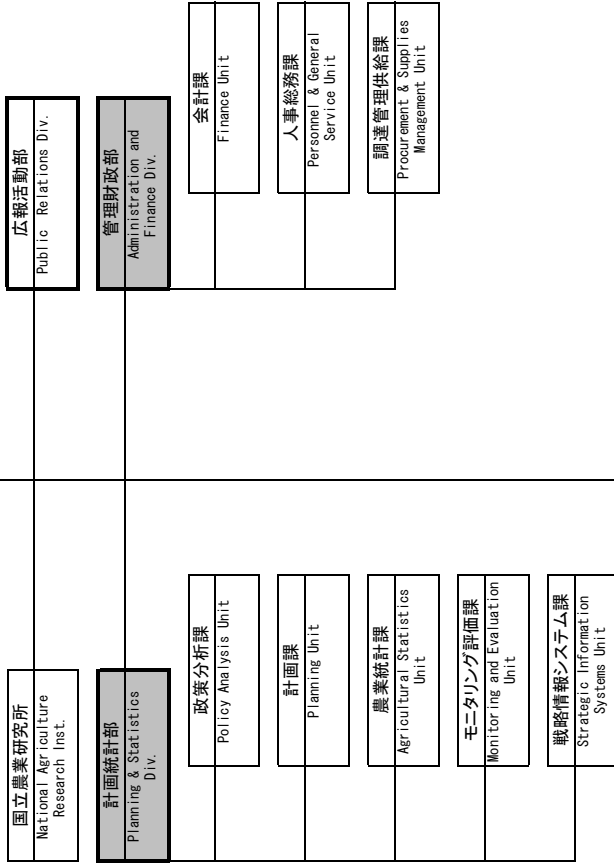 国立農業研究所
National Agriculture
Research Inst.
広報活動部
Public Relations Div.
計画統計部
Planning & Statistics
Div.
管理財政部
Administration and
Finance Div.
政策分析課
Policy Analysis Unit
計画課
Planning Unit
農業統計課
Agricultural Statistics
Unit
モニタリング評価課
Monitoring and Evaluation
Unit
戦略情報システム課
Strategic Information
Systems Unit
会計課
Finance Unit
人事総務課
Personnel & General
Service Unit
調達管理供給課
Procurement & Supplies
Management Unit